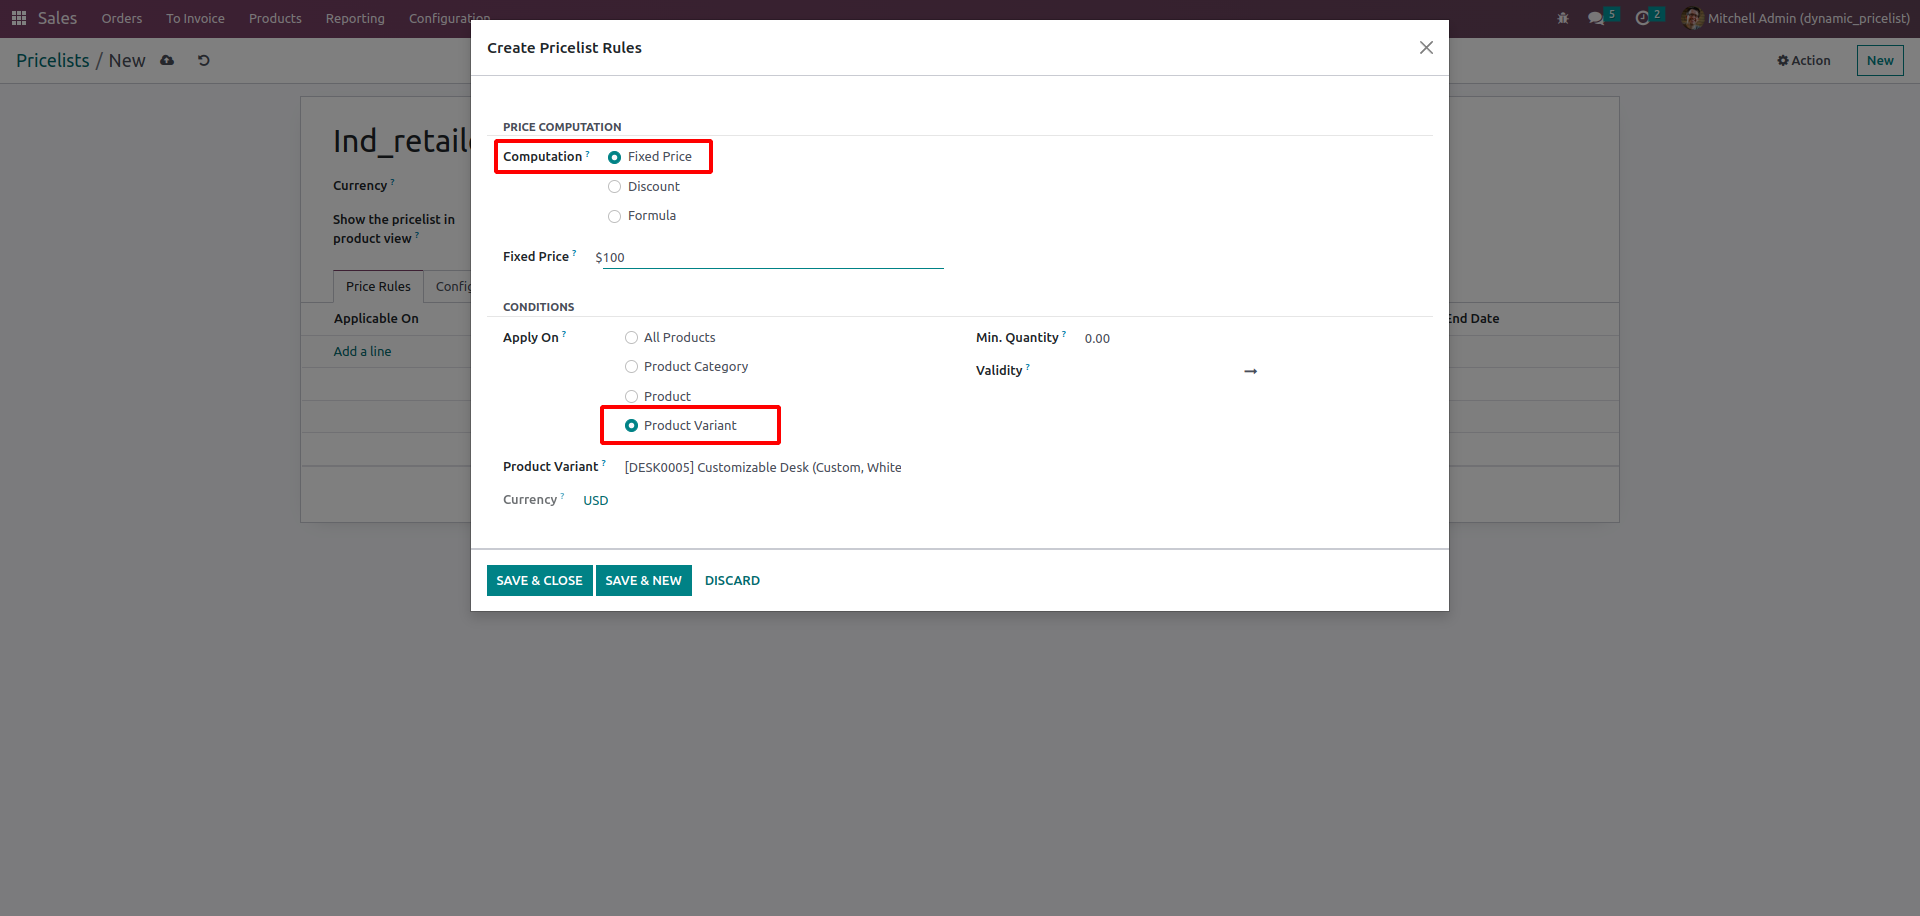 Sales Orders To Invoice Products Reporting Configuration 5 2 Mitchell Admin (dynamic_pricelist)
Pricelists / New Action New
Create Pricelist Rules
Ind_retail
Currency ?
Show the pricelist in
product view ?
Price Rules
Applicable On End Date
Add a line
PRICE COMPUTATION
Computation ? Fixed Price
Discount
Formula
Fixed Price ? $100
CONDITIONS
Apply On ? All Products Min. Quantity ? 0.00
Product Category Validity ?
Product
Product Variant
Product Variant ? [DESK0005] Customizable Desk (Custom, White
Currency ? USD
SAVE & CLOSE SAVE & NEW DISCARD